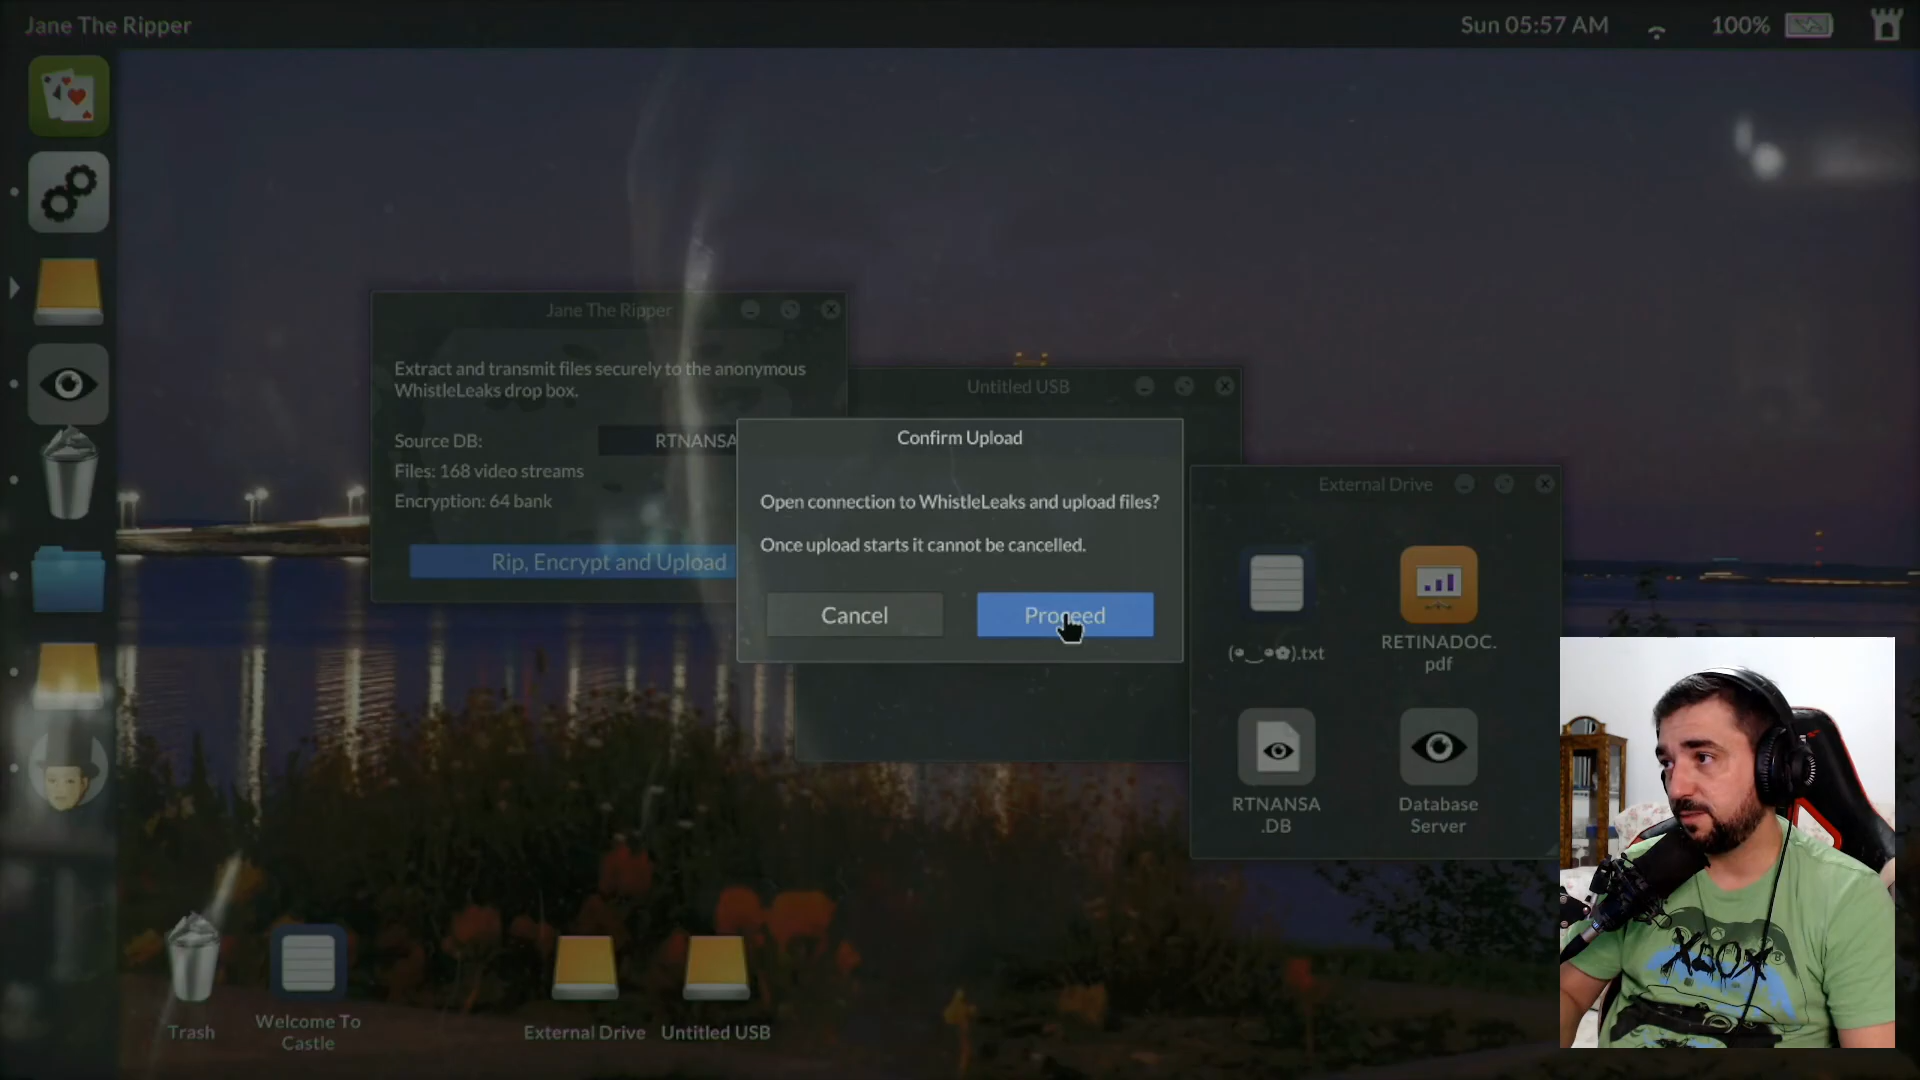 Jane The Ripper
Sun 05:57 AM
100%
Jane The Ripper
Extract and transmit files securely to the anonymous
WhistleLeaks drop box.
Source DB:
RTNANSA
Files: 168 video streams
Encryption: 64 bank
Rip, Encrypt and Upload
Untitled USB
Confirm Upload
Open connection to WhistleLeaks and upload files?
Once upload starts it cannot be cancelled.
Cancel
Proceed
External Drive
(◕‿◕✿).txt
RETINADOC.
pdf
RTNANSA
.DB
Database
Server
Trash
Welcome To
Castle
External Drive
Untitled USB
XBOX